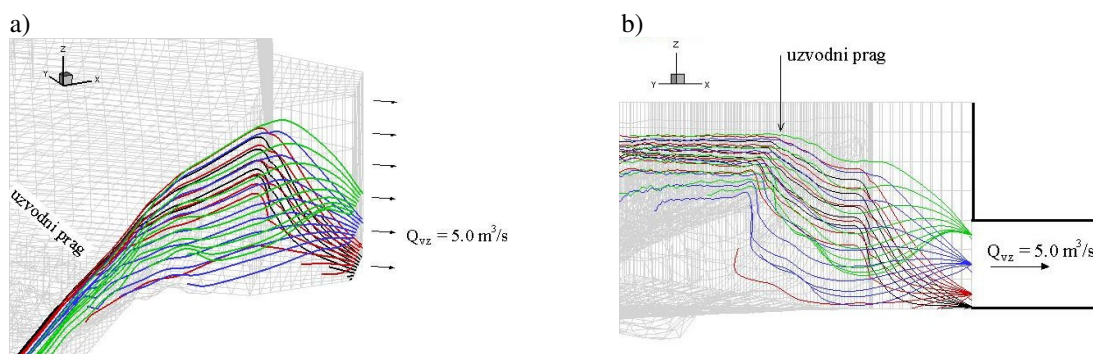 a)
Z
Y
X
uzvodni prag
Q_vz = 5.0 m³/s
b)
Z
Y
X
uzvodni prag
Q_vz = 5.0 m³/s